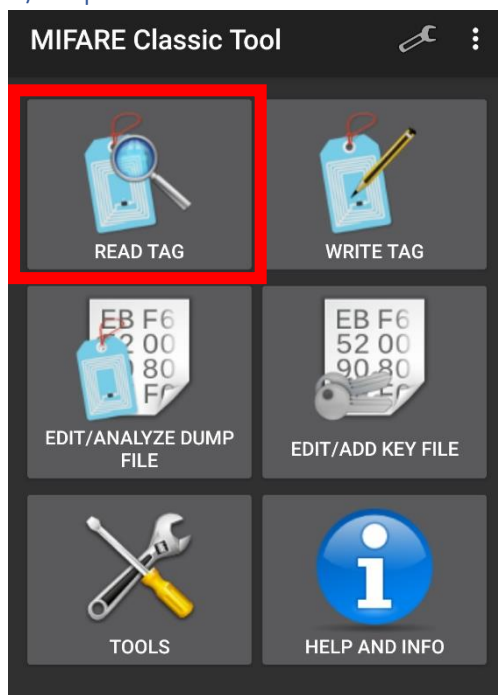 MIFARE Classic Tool
READ TAG
WRITE TAG
EB F6
2 00
80
EB F6
52 00
90 80
EDIT/ANALYZE DUMP
FILE
EDIT/ADD KEY FILE
TOOLS
HELP AND INFO